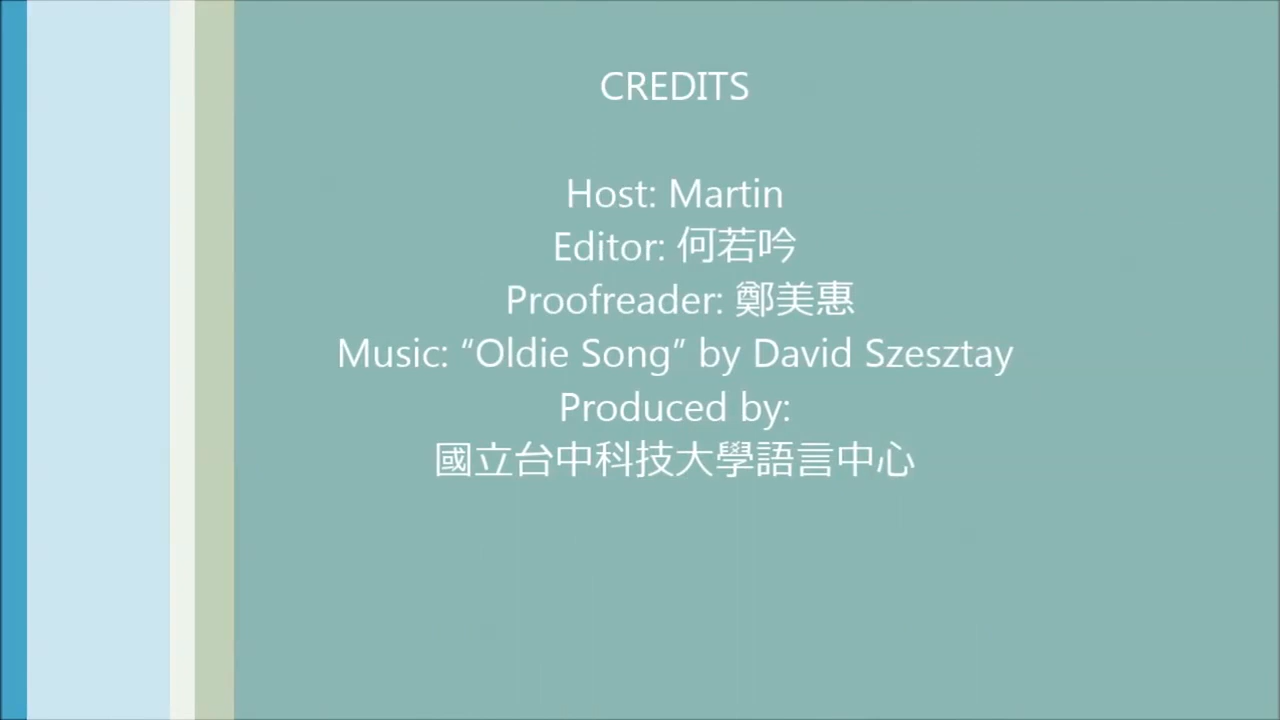 CREDITS
Host: Martin
Editor: 何若吟
Proofreader: 鄭美惠
Music: “Oldie Song” by David Szesztay
Produced by:
國立台中科技大學語言中心